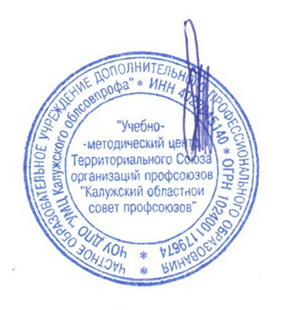 * ЧАСТНОЕ ОБРАЗОВАТЕЛЬНОЕ УЧРЕЖДЕНИЕ ДОПОЛНИТЕЛЬНОГО ПРОФЕССИОНАЛЬНОГО ОБРАЗОВАНИЯ
* ЧОУ ДПО "УМЦ Калужского облсовпрофа" * ИНН * ОГРН 1024001179674
"Учебно-
-методический центр
Территориального Союза
организаций профсоюзов
"Калужский областной
совет профсоюзов"